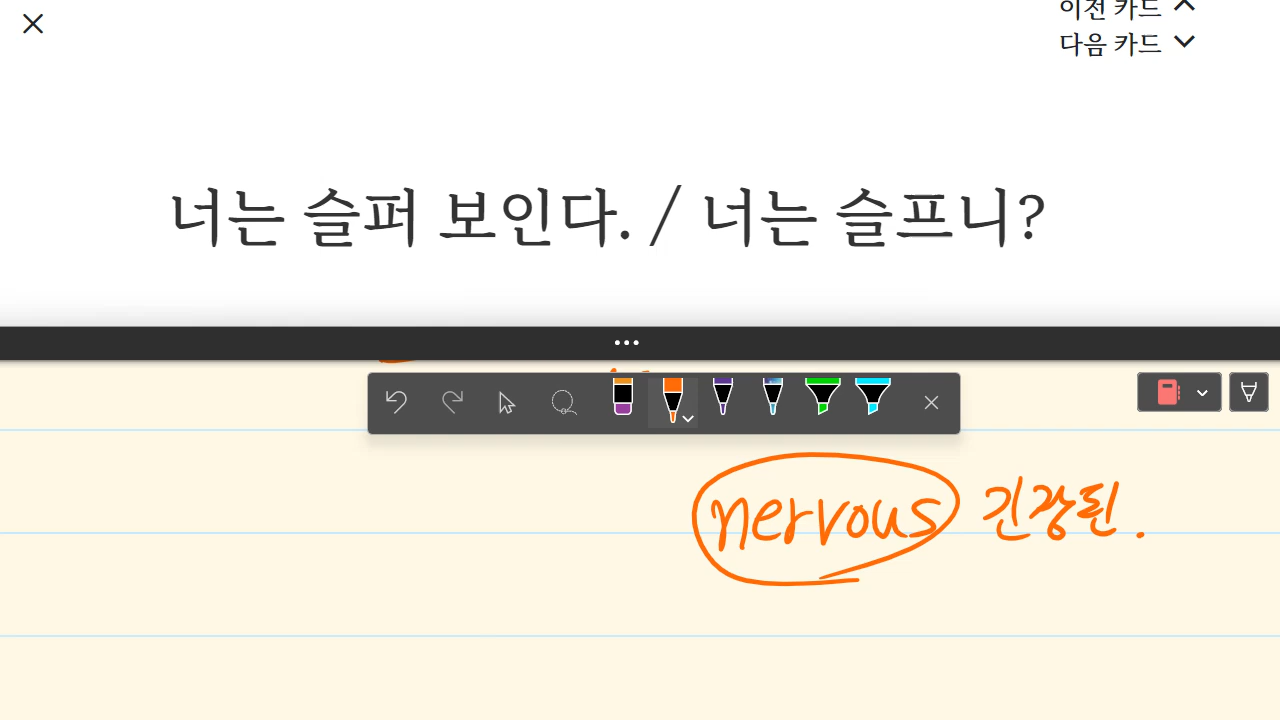 이전 카드
다음 카드
너는 슬퍼 보인다. / 너는 슬프니?
nervous 긴장된.